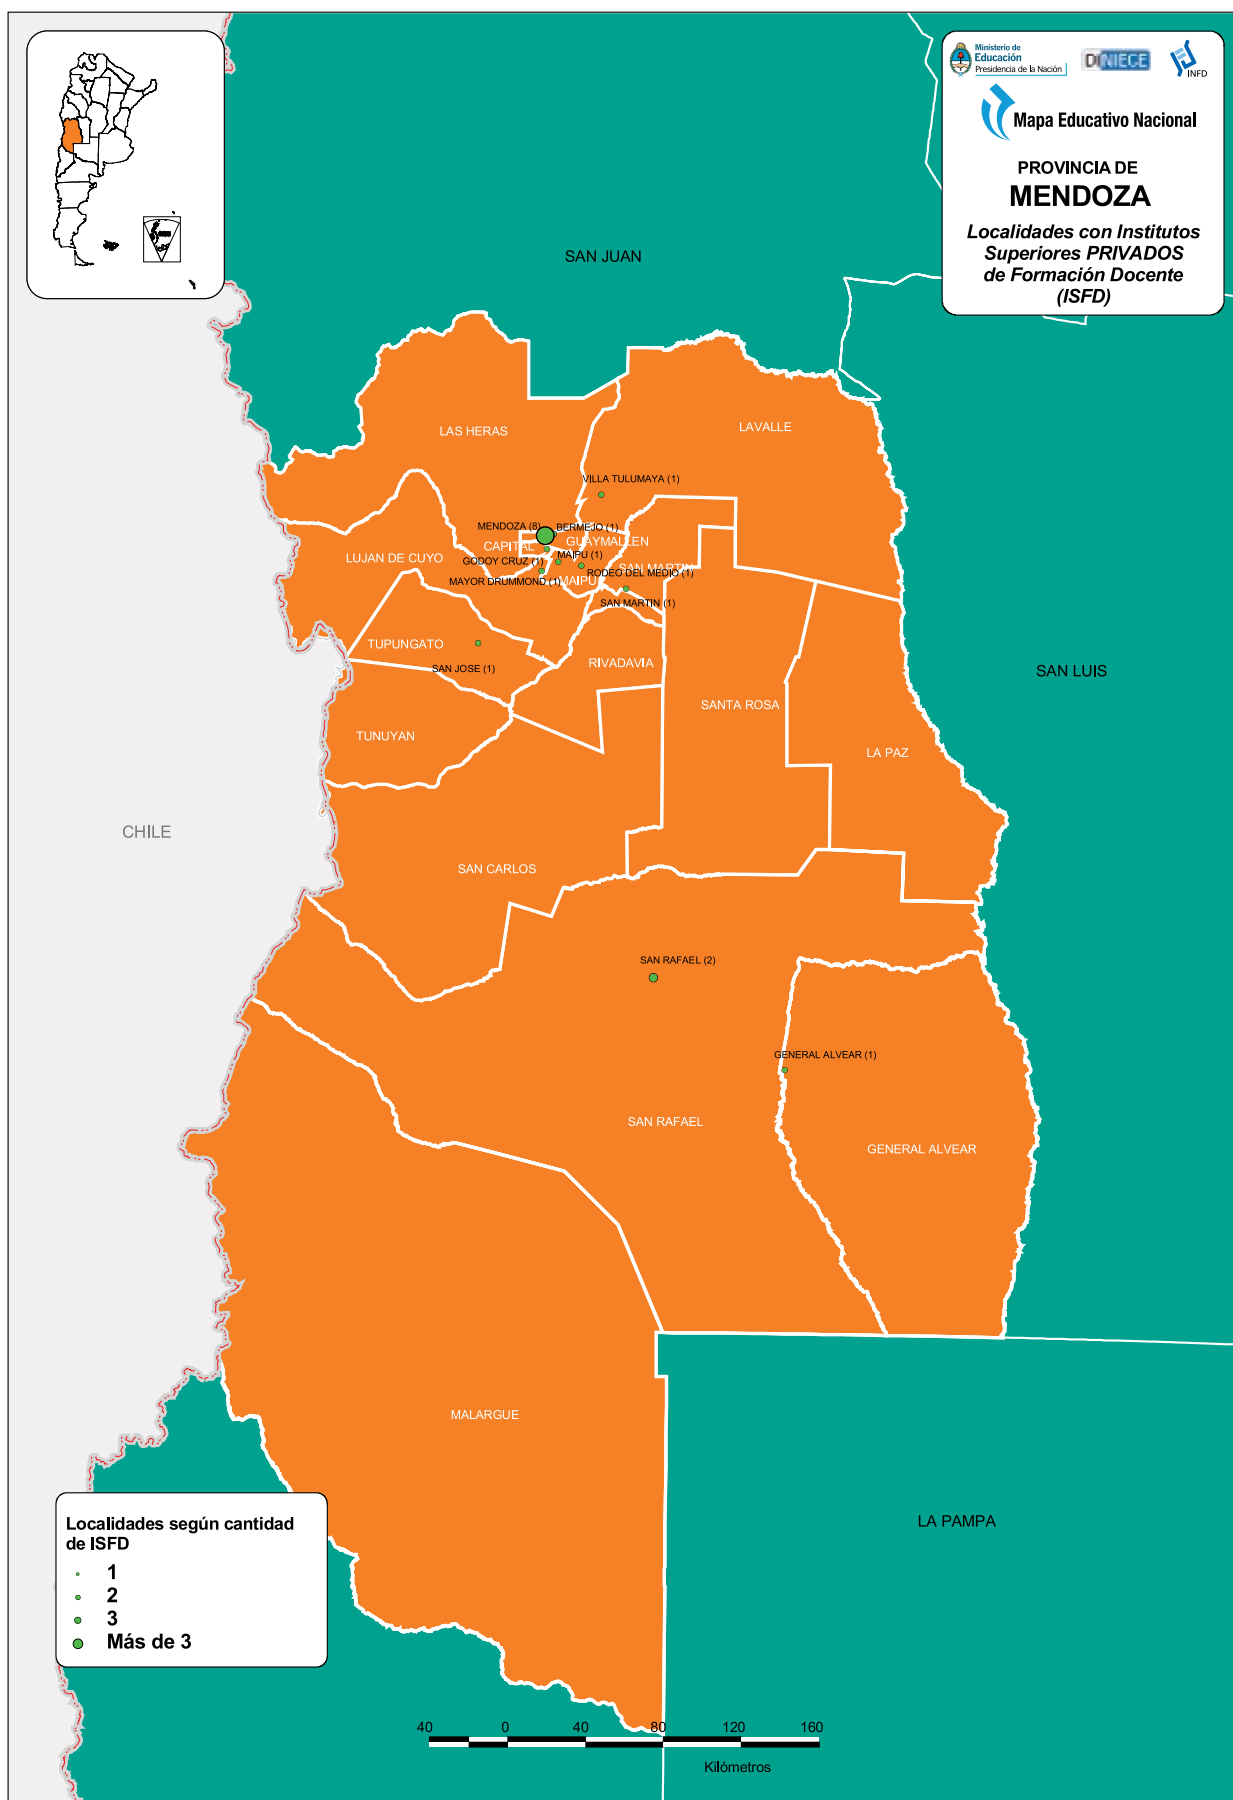 Ministerio de
Educación
Presidencia de la Nación
DINIECE
INFD
Mapa Educativo Nacional
PROVINCIA DE
MENDOZA
Localidades con Institutos
Superiores PRIVADOS
de Formación Docente
(ISFD)
SAN JUAN
LAS HERAS
LAVALLE
VILLA TULUMAYA (1)
MENDOZA (8)
BERMEJO (1)
CAPITAL
GUAYMALLEN
LUJAN DE CUYO
GODOY CRUZ (1)
MAIPU (1)
SAN MARTIN
RODEO DEL MEDIO (1)
MAYOR DRUMMOND (1)
MAIPU
SAN MARTIN (1)
TUPUNGATO
SAN JOSE (1)
RIVADAVIA
SAN LUIS
SANTA ROSA
TUNUYAN
LA PAZ
CHILE
SAN CARLOS
SAN RAFAEL (2)
GENERAL ALVEAR (1)
SAN RAFAEL
GENERAL ALVEAR
MALARGUE
LA PAMPA
Localidades según cantidad
de ISFD
1
2
3
Más de 3
40 0 40 80 120 160
Kilómetros